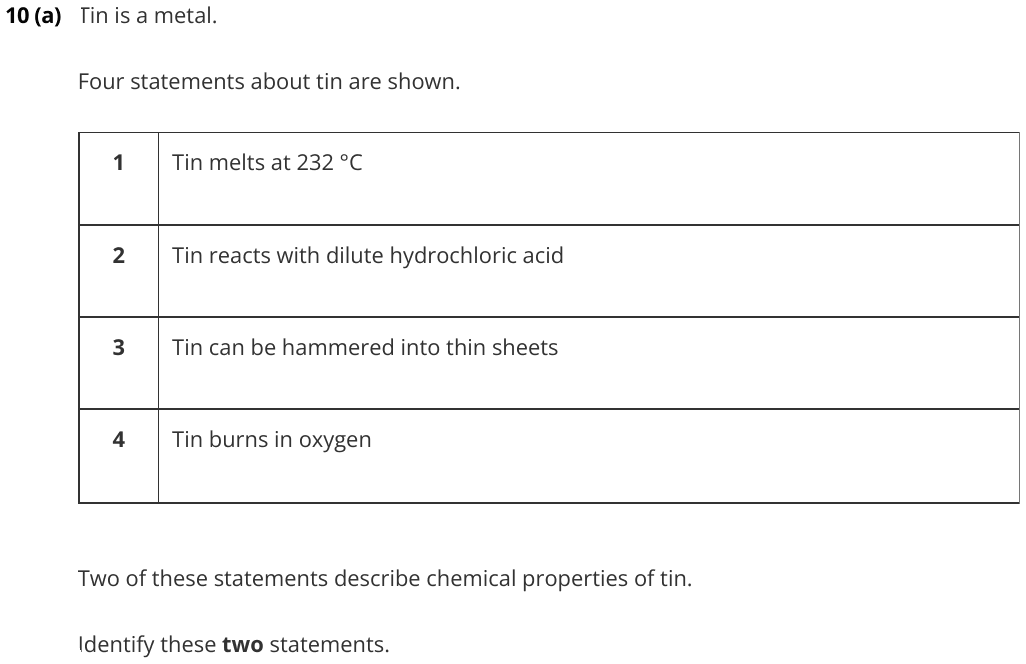 10 (a) Tin is a metal.
Four statements about tin are shown.
1 Tin melts at 232 °C
2 Tin reacts with dilute hydrochloric acid
3 Tin can be hammered into thin sheets
4 Tin burns in oxygen
Two of these statements describe chemical properties of tin.
Identify these two statements.